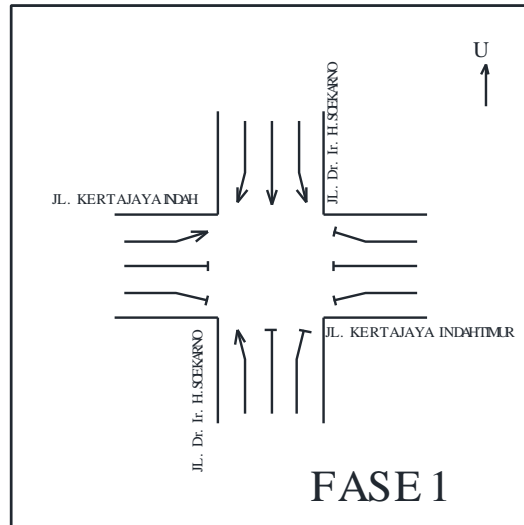 U
JL. Dr. Ir. H.SOEKARNO
JL. KERTAJAYA INDAH
JL. KERTAJAYA INDAHTIMUR
JL. Dr. Ir. H.SOEKARNO
FASE 1